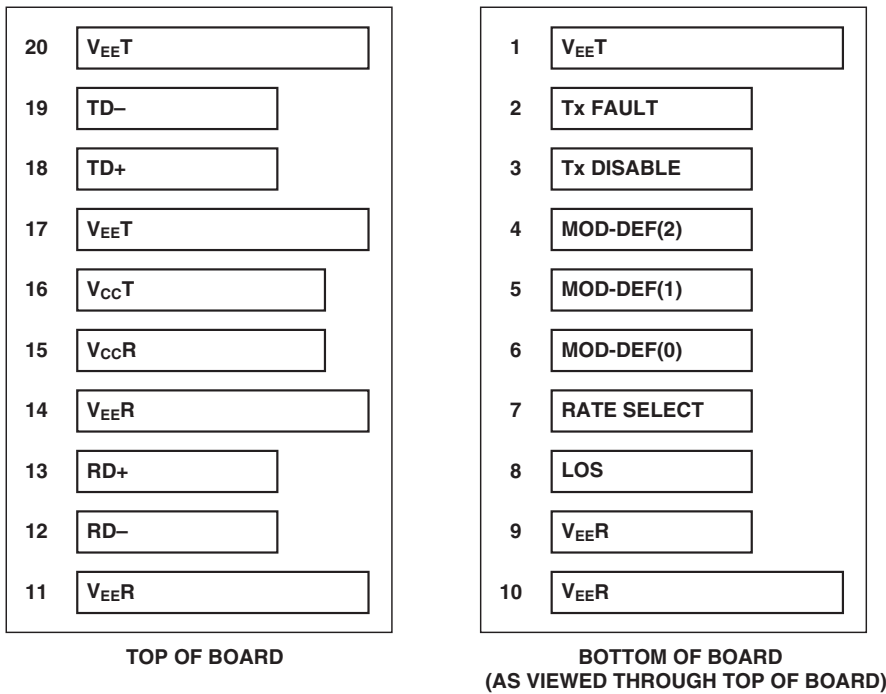 20 VEET
19 TD–
18 TD+
17 VEET
16 VCCT
15 VCCR
14 VEER
13 RD+
12 RD–
11 VEER
TOP OF BOARD
1 VEET
2 Tx FAULT
3 Tx DISABLE
4 MOD-DEF(2)
5 MOD-DEF(1)
6 MOD-DEF(0)
7 RATE SELECT
8 LOS
9 VEER
10 VEER
BOTTOM OF BOARD
(AS VIEWED THROUGH TOP OF BOARD)